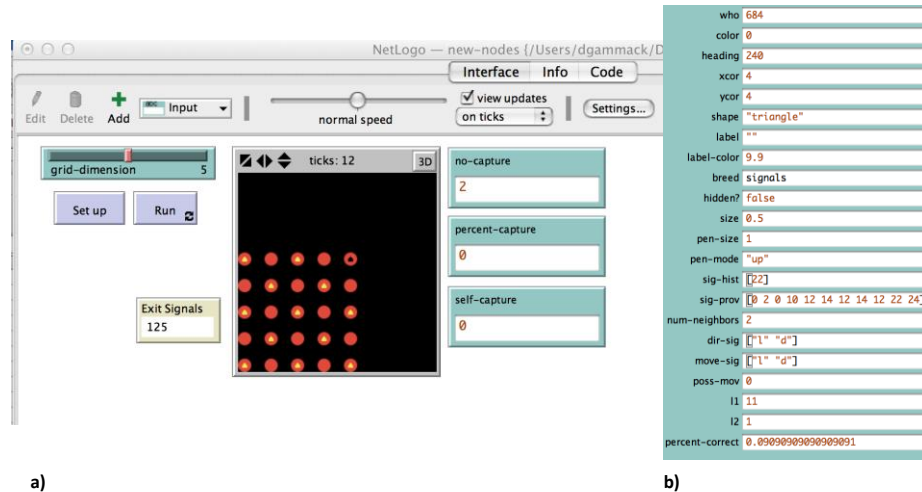 NetLogo — new-nodes {/Users/dgammack/D
Interface Info Code
Edit Delete Add Input normal speed view updates on ticks Settings...
grid-dimension 5
Set up Run
Exit Signals
125
ticks: 12 3D
no-capture
2
percent-capture
0
self-capture
0
who 684
color 0
heading 240
xcor 4
ycor 4
shape "triangle"
label ""
label-color 9.9
breed signals
hidden? false
size 0.5
pen-size 1
pen-mode "up"
sig-hist [22]
sig-prov [0 2 0 10 12 14 12 14 12 22 24]
num-neighbors 2
dir-sig ["l" "d"]
move-sig ["l" "d"]
poss-mov 0
l1 11
l2 1
percent-correct 0.09090909090909091
a)
b)